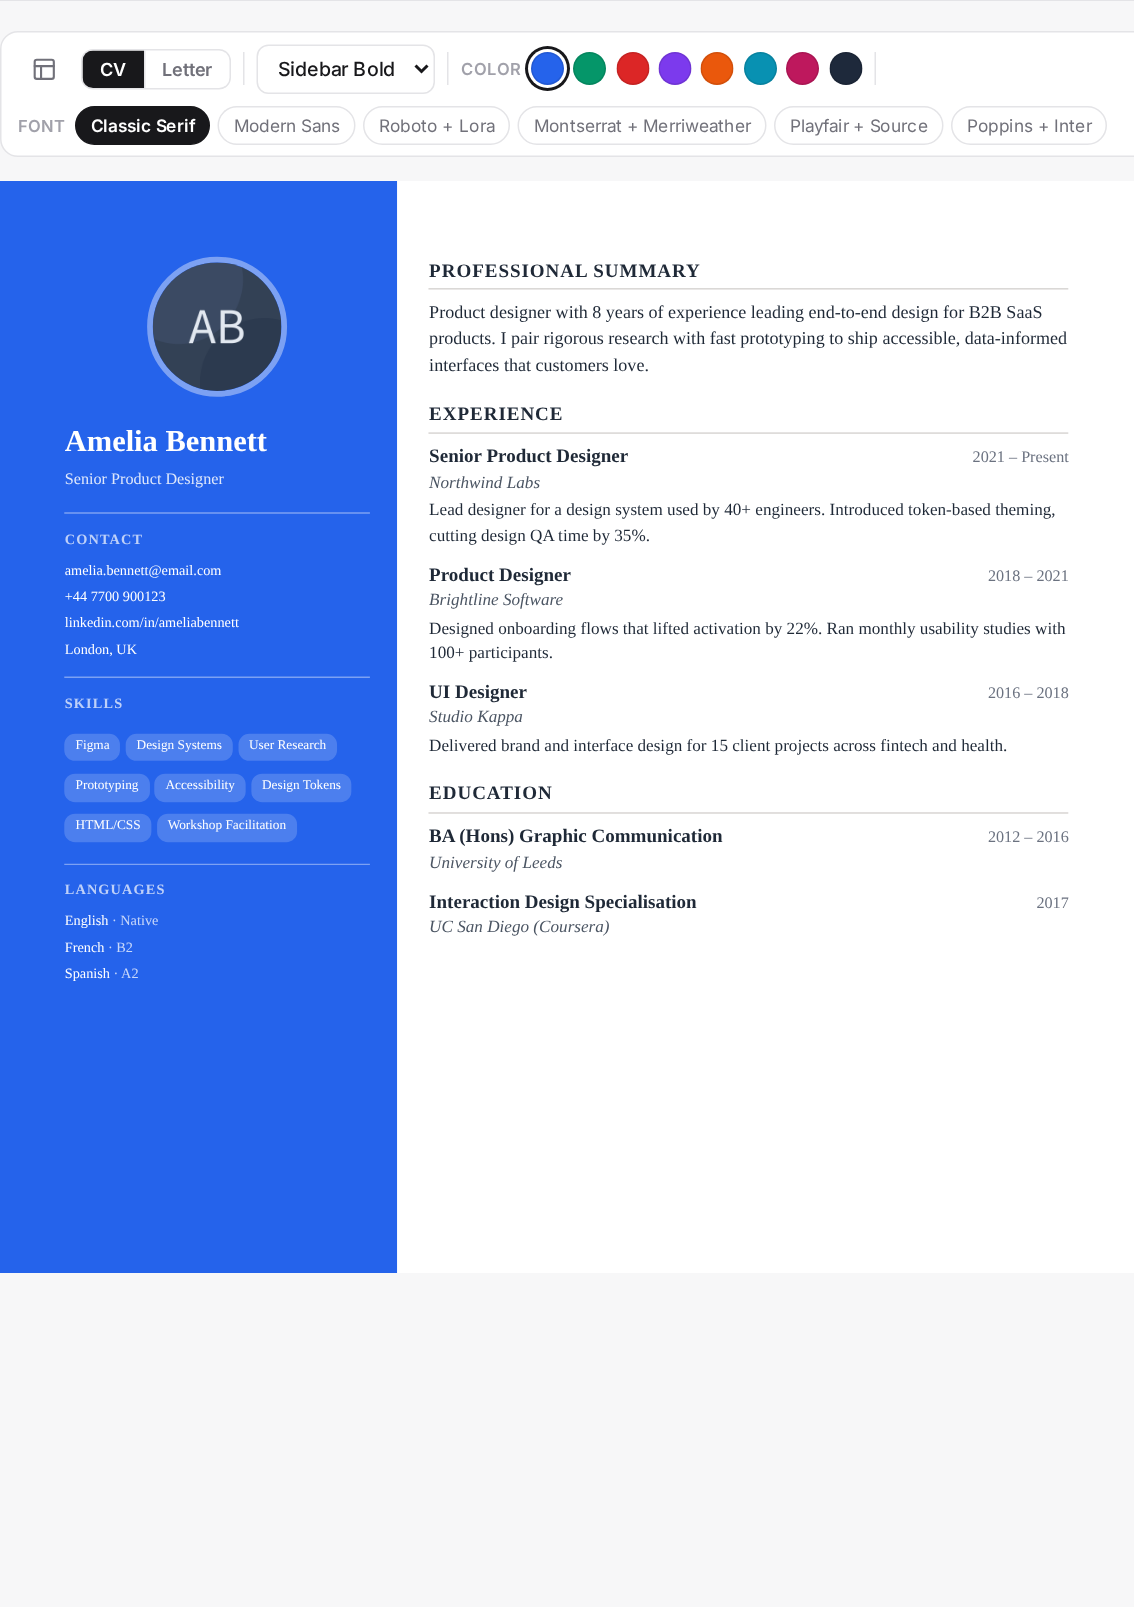 CV Letter Sidebar Bold COLOR
FONT Classic Serif Modern Sans Roboto + Lora Montserrat + Merriweather Playfair + Source Poppins + Inter
AB
Amelia Bennett
Senior Product Designer
CONTACT
amelia.bennett@email.com
+44 7700 900123
linkedin.com/in/ameliabennett
London, UK
SKILLS
Figma Design Systems User Research
Prototyping Accessibility Design Tokens
HTML/CSS Workshop Facilitation
LANGUAGES
English · Native
French · B2
Spanish · A2
PROFESSIONAL SUMMARY
Product designer with 8 years of experience leading end-to-end design for B2B SaaS
products. I pair rigorous research with fast prototyping to ship accessible, data-informed
interfaces that customers love.
EXPERIENCE
Senior Product Designer 2021 – Present
Northwind Labs
Lead designer for a design system used by 40+ engineers. Introduced token-based theming,
cutting design QA time by 35%.
Product Designer 2018 – 2021
Brightline Software
Designed onboarding flows that lifted activation by 22%. Ran monthly usability studies with
100+ participants.
UI Designer 2016 – 2018
Studio Kappa
Delivered brand and interface design for 15 client projects across fintech and health.
EDUCATION
BA (Hons) Graphic Communication 2012 – 2016
University of Leeds
Interaction Design Specialisation 2017
UC San Diego (Coursera)